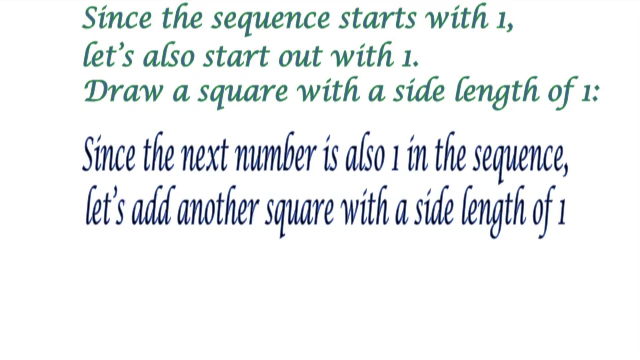 Since the sequence starts with 1,
let's also start out with 1.
Draw a square with a side length of 1:
Since the next number is also 1 in the sequence,
let's add another square with a side length of 1